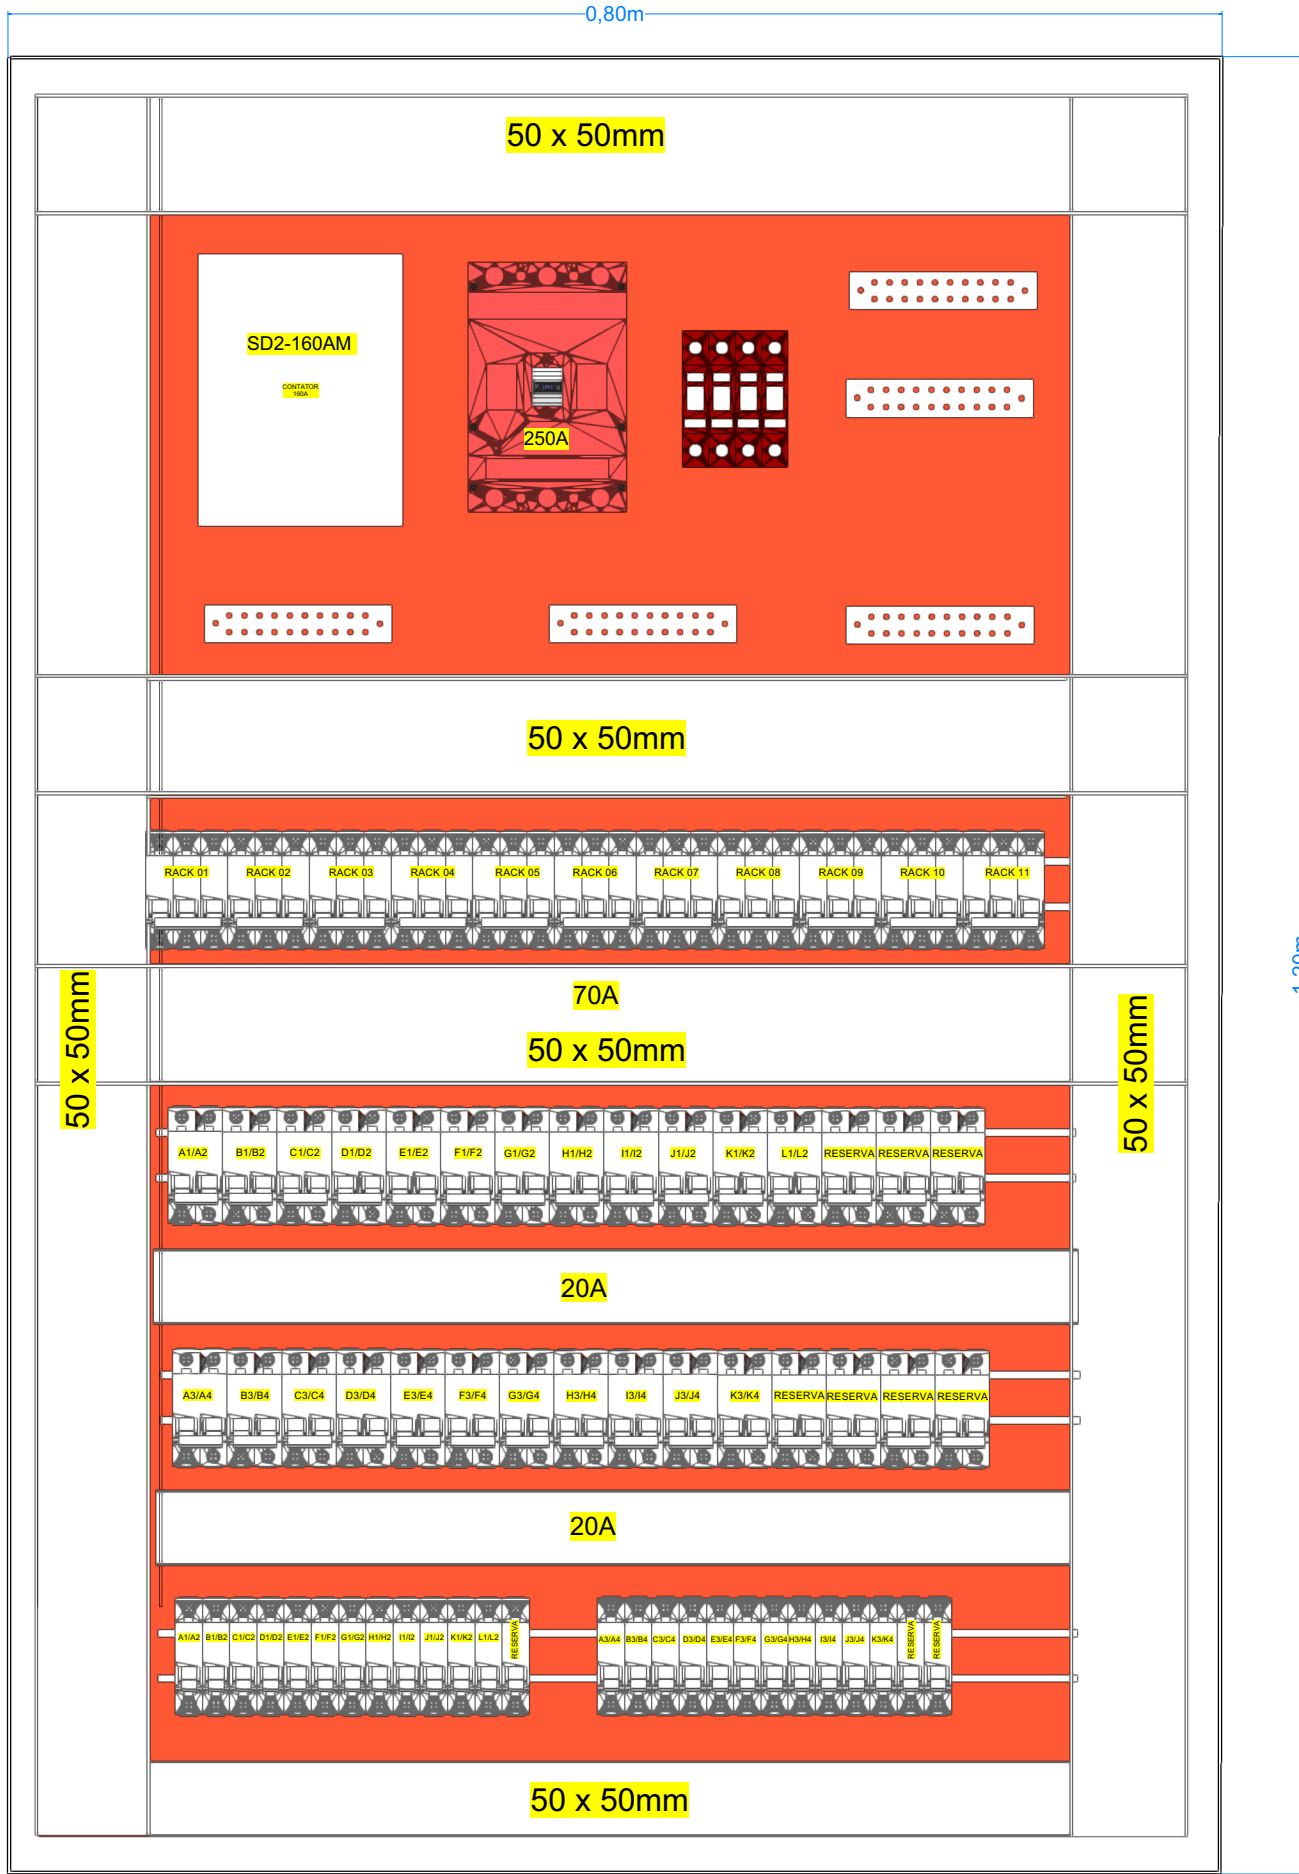 0,80m
50 x 50mm
SD2-160AM
CONTATOR
160A
250A
50 x 50mm
RACK 01 RACK 02 RACK 03 RACK 04 RACK 05 RACK 06 RACK 07 RACK 08 RACK 09 RACK 10 RACK 11
70A
50 x 50mm
50 x 50mm
50 x 50mm
A1/A2 B1/B2 C1/C2 D1/D2 E1/E2 F1/F2 G1/G2 H1/H2 I1/I2 J1/J2 K1/K2 L1/L2 RESERVA RESERVA RESERVA
20A
A3/A4 B3/B4 C3/C4 D3/D4 E3/E4 F3/F4 G3/G4 H3/H4 I3/I4 J3/J4 K3/K4 RESERVA RESERVA RESERVA RESERVA
20A
A1/A2 B1/B2 C1/C2 D1/D2 E1/E2 F1/F2 G1/G2 H1/H2 I1/I2 J1/J2 K1/K2 L1/L2 RESERVA
A3/A4 B3/B4 C3/C4 D3/D4 E3/E4 F3/F4 G3/G4 H3/H4 I3/I4 J3/J4 K3/K4 RESERVA RESERVA
50 x 50mm